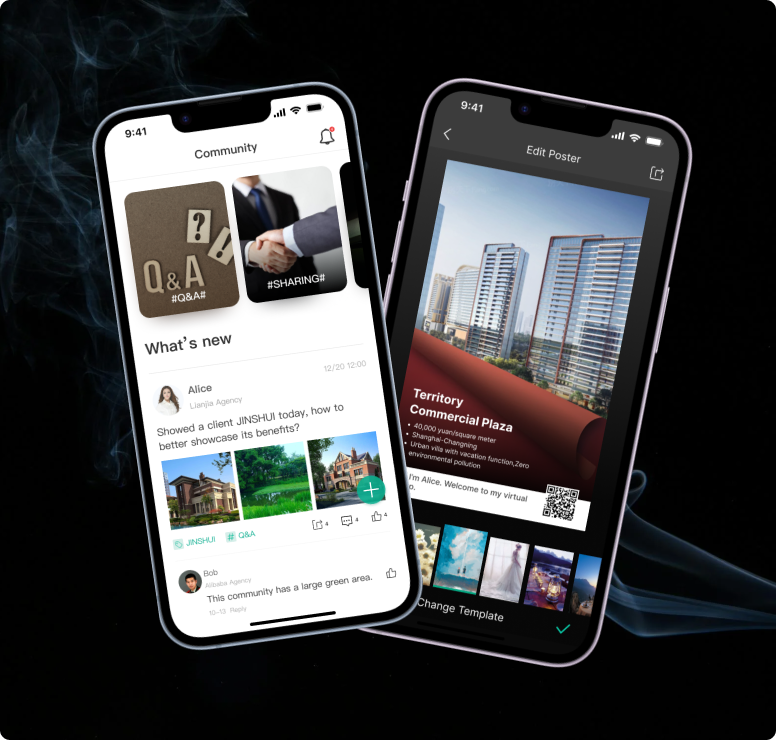 9:41
Community
Q&A
?
!
#Q&A#
#SHARING#
What's new
Alice
12/20 12:00
Lianjia Agency
Showed a client JINSHUI today, how to
better showcase its benefits?
JINSHUI
# Q&A
4
4
4
Bob
Alibaba Agency
This community has a large green area.
10-13 Reply
9:41
Edit Poster
Territory
Commercial Plaza
• 40,000 yuan/square meter
• Shanghai-Changning
• Urban villa with vacation function,Zero
environmental pollution
I'm Alice. Welcome to my virtual
o.
Change Template